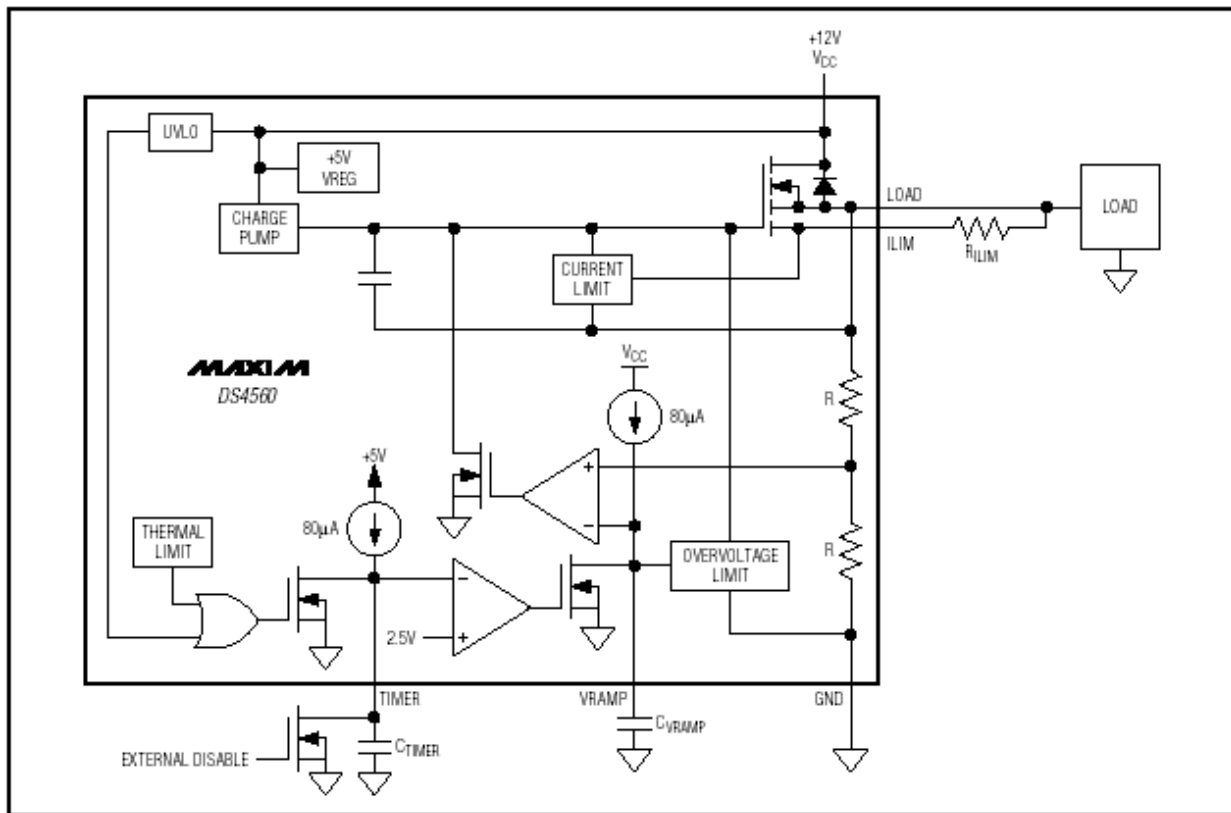 +12V
VCC
UVLO
+5V
VREG
CHARGE
PUMP
LOAD
LOAD
ILIM
RILIM
CURRENT
LIMIT
MAXIM
DS4560
VCC
80µA
R
+5V
80µA
THERMAL
LIMIT
+
−
OVERVOLTAGE
LIMIT
R
−
2.5V
+
TIMER
VRAMP
GND
CVRAMP
CTIMER
EXTERNAL DISABLE